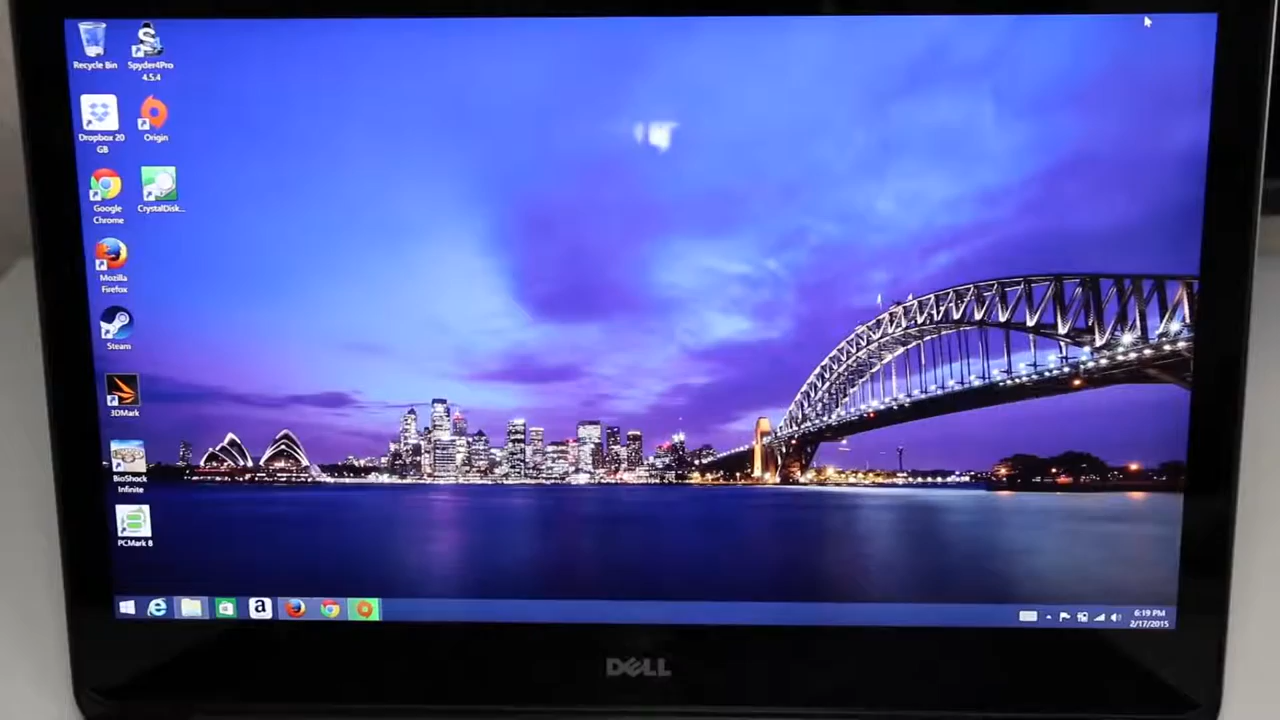 Recycle Bin
Spyder4Pro
4.5.4
Dropbox 20
GB
Origin
Google
Chrome
CrystalDisk...
Mozilla
Firefox
Steam
3DMark
BioShock
Infinite
PCMark 8
6:19 PM
2/17/2015
DELL